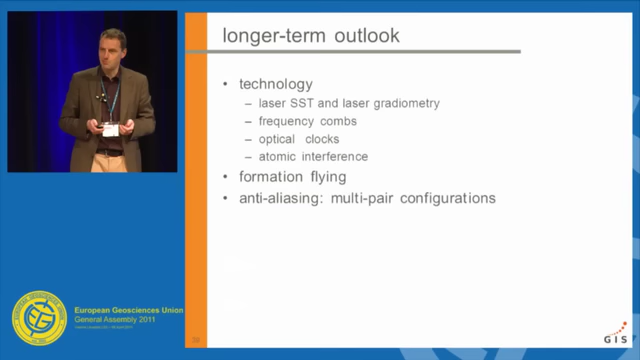 longer-term outlook
• technology
– laser SST and laser gradiometry
– frequency combs
– optical clocks
– atomic interference
• formation flying
• anti-aliasing: multi-pair configurations
European Geosciences Union
General Assembly 2011
GIS